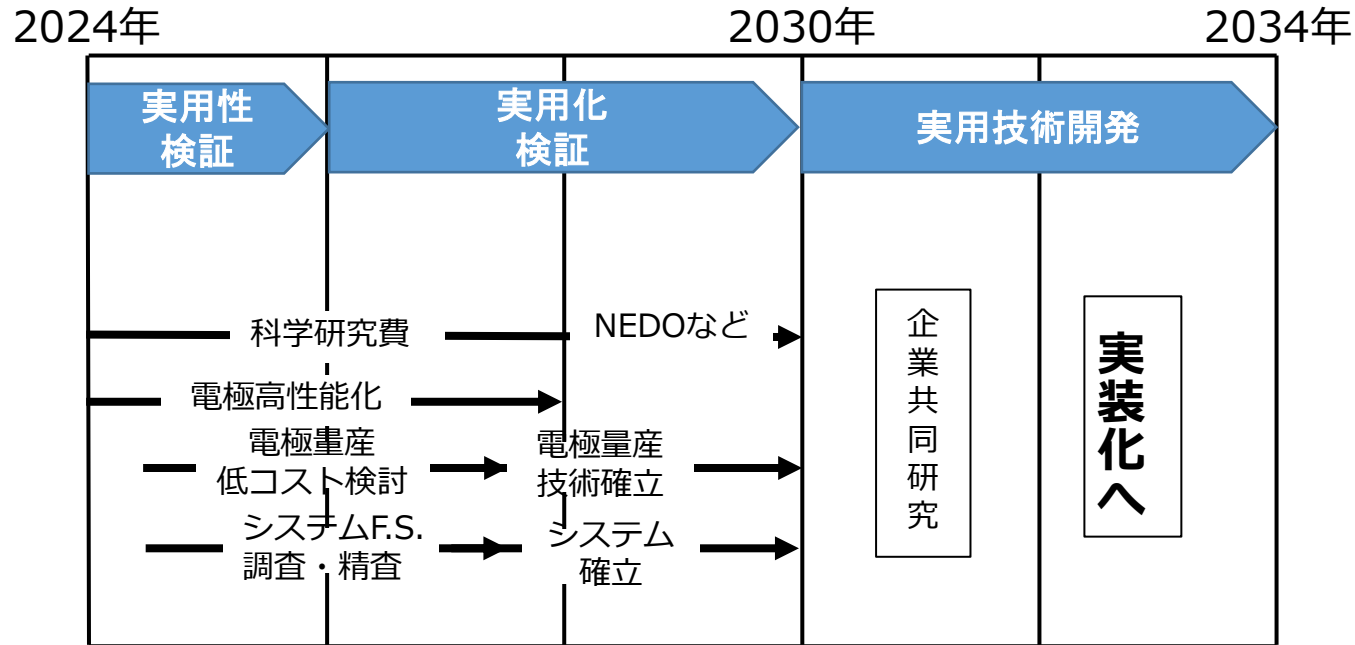 2024年
2030年
2034年
実用性
検証
実用化
検証
実用技術開発
科学研究費
NEDOなど
電極高性能化
電極量産
低コスト検討
電極量産
技術確立
システムF.S.
調査・精査
システム
確立
企業共同研究
実装化へ